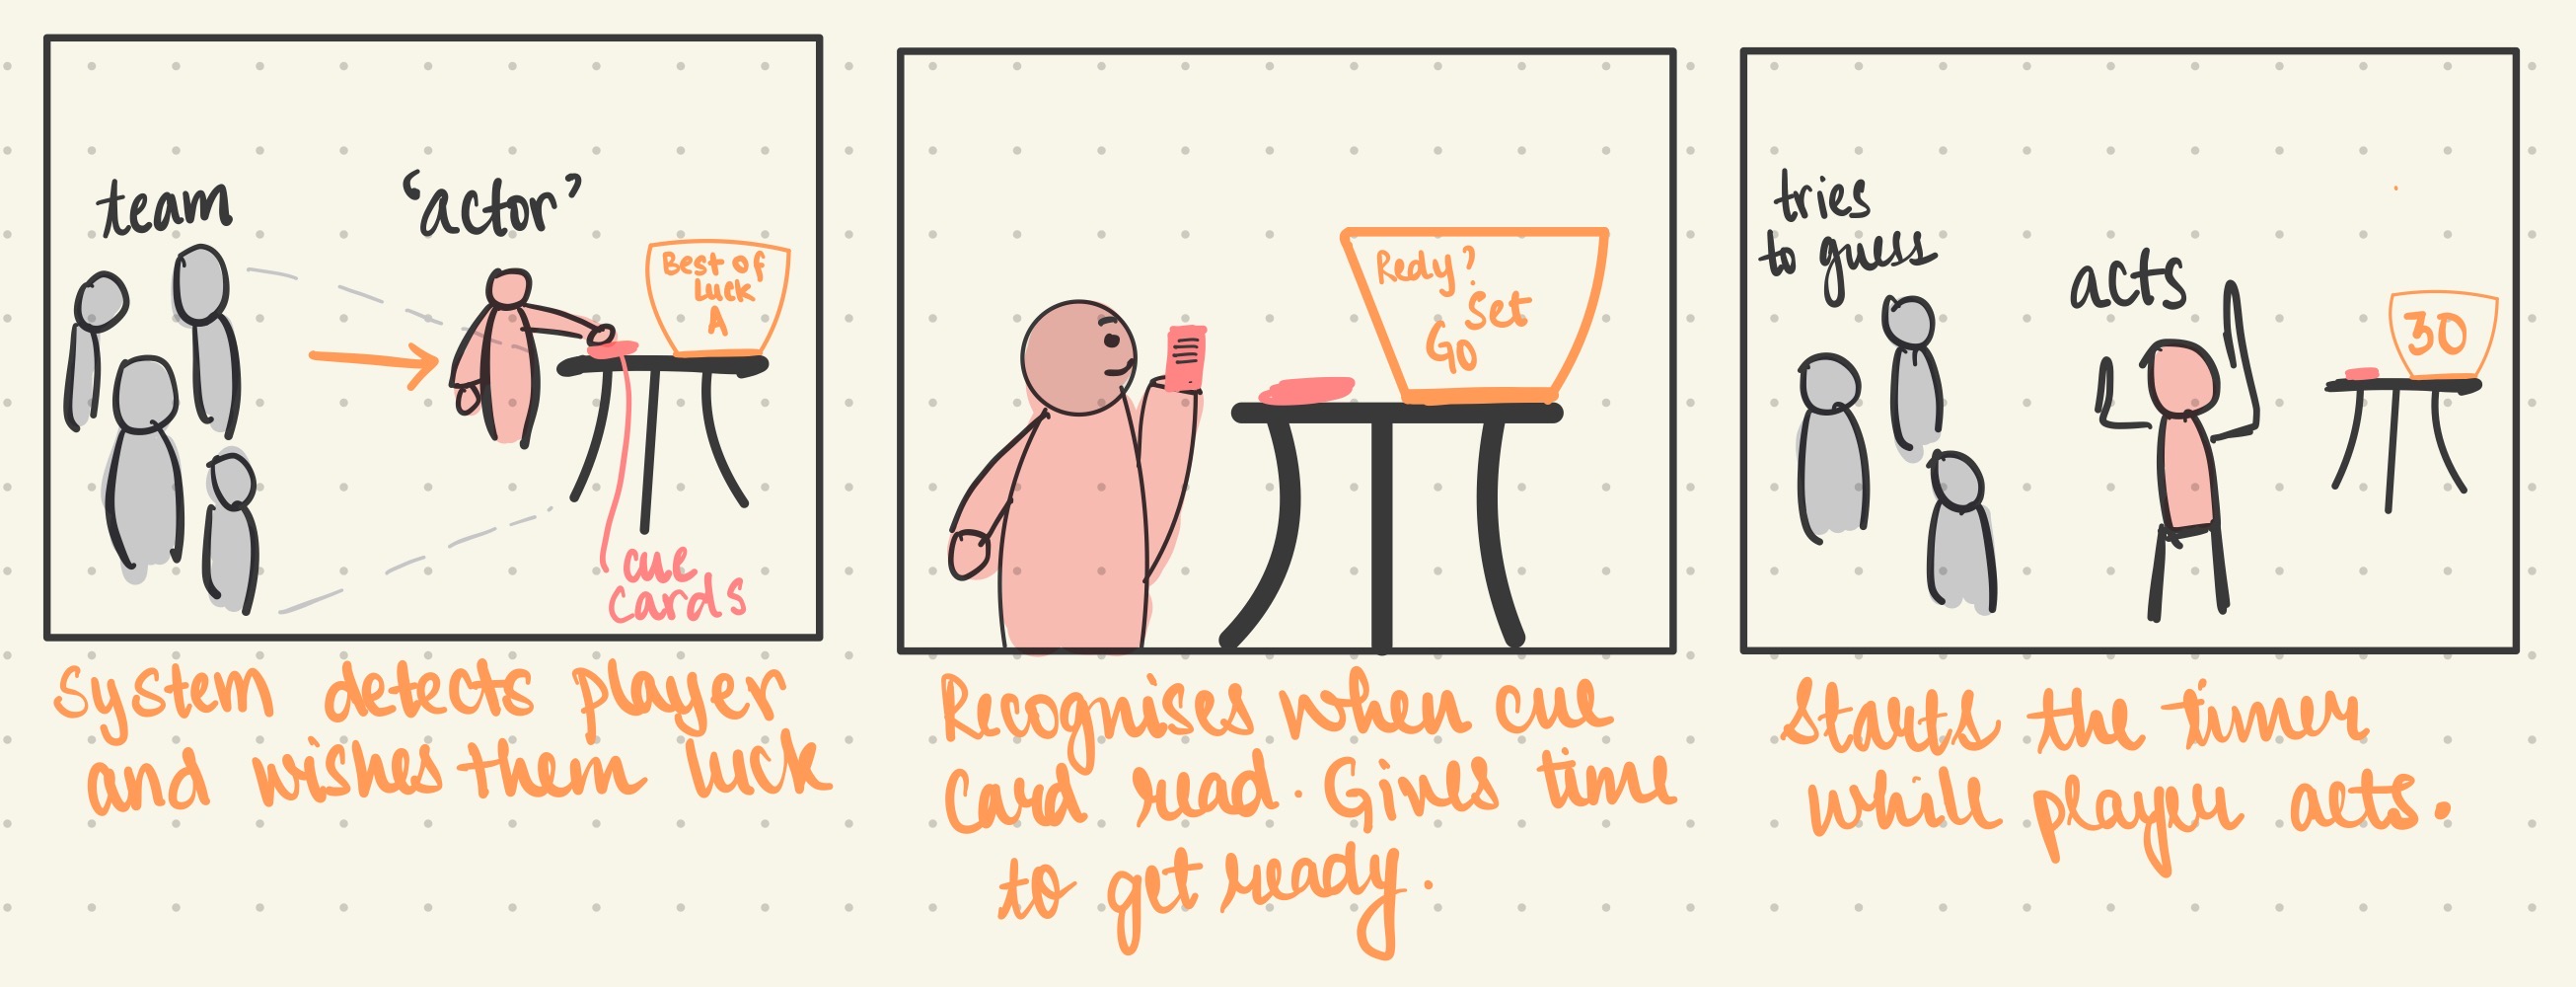 team
"actor"
Best of
Luck
A
cue
cards
System detects player
and wishes them luck
Redy?
Set
Go
Recognises when cue
card read. Gives time
to get ready.
tries
to guess
acts
30
Starts the timer
while player acts.